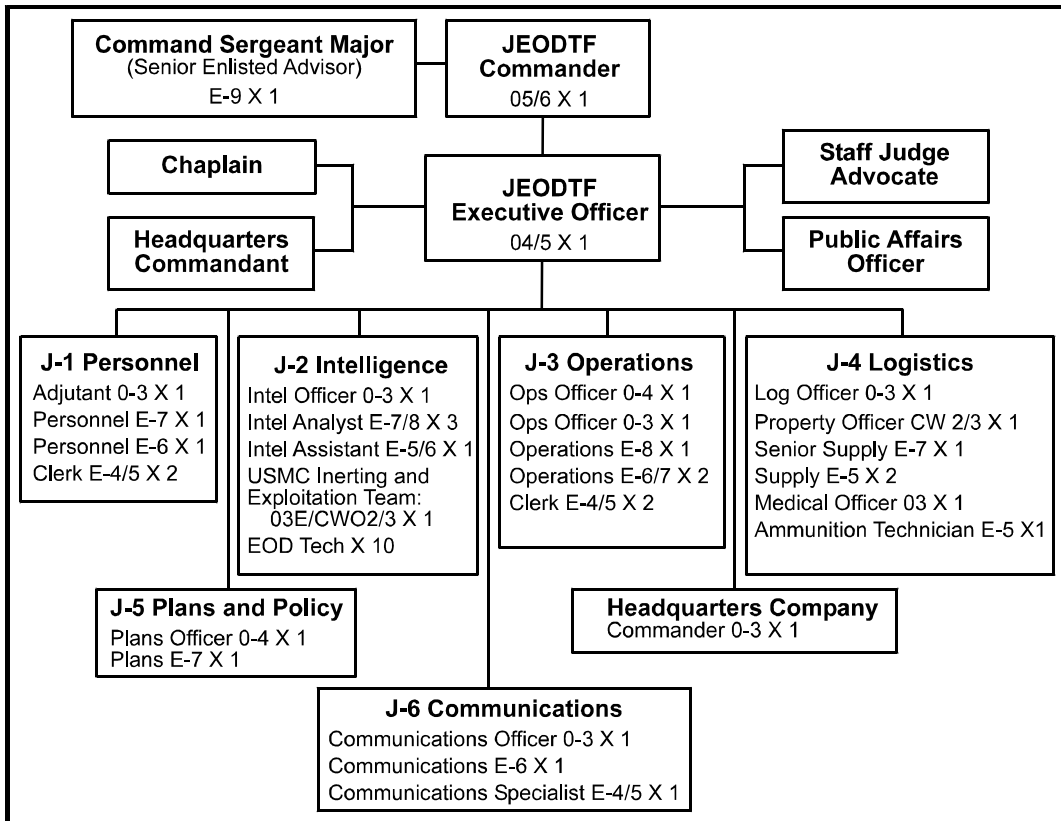 Command Sergeant Major
(Senior Enlisted Advisor)
E-9 X 1
JEODTF
Commander
05/6 X 1
Chaplain
Headquarters
Commandant
JEODTF
Executive Officer
04/5 X 1
Staff Judge
Advocate
Public Affairs
Officer
J-1 Personnel
Adjutant 0-3 X 1
Personnel E-7 X 1
Personnel E-6 X 1
Clerk E-4/5 X 2
J-2 Intelligence
Intel Officer 0-3 X 1
Intel Analyst E-7/8 X 3
Intel Assistant E-5/6 X 1
USMC Inerting and
Exploitation Team:
03E/CWO2/3 X 1
EOD Tech X 10
J-3 Operations
Ops Officer 0-4 X 1
Ops Officer 0-3 X 1
Operations E-8 X 1
Operations E-6/7 X 2
Clerk E-4/5 X 2
J-4 Logistics
Log Officer 0-3 X 1
Property Officer CW 2/3 X 1
Senior Supply E-7 X 1
Supply E-5 X 2
Medical Officer 03 X 1
Ammunition Technician E-5 X1
J-5 Plans and Policy
Plans Officer 0-4 X 1
Plans E-7 X 1
Headquarters Company
Commander 0-3 X 1
J-6 Communications
Communications Officer 0-3 X 1
Communications E-6 X 1
Communications Specialist E-4/5 X 1